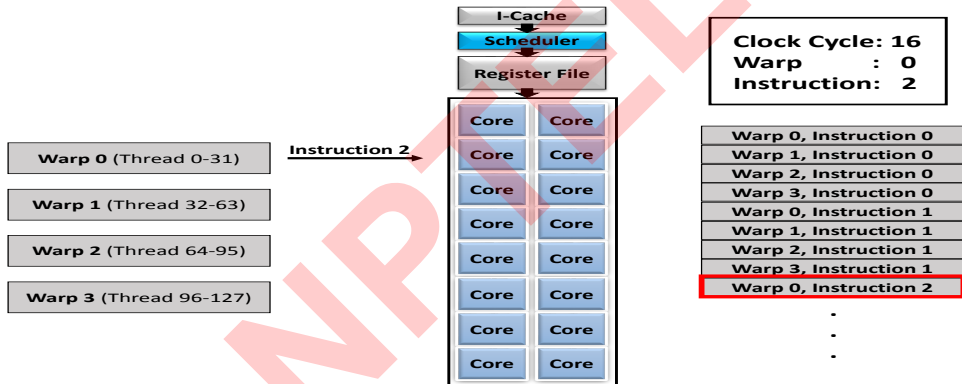 I-Cache
Scheduler
Register File
Clock Cycle: 16
Warp : 0
Instruction: 2
Warp 0 (Thread 0-31)
Instruction 2
Warp 1 (Thread 32-63)
Warp 2 (Thread 64-95)
Warp 3 (Thread 96-127)
Core Core
Core Core
Core Core
Core Core
Core Core
Core Core
Core Core
Core Core
Warp 0, Instruction 0
Warp 1, Instruction 0
Warp 2, Instruction 0
Warp 3, Instruction 0
Warp 0, Instruction 1
Warp 1, Instruction 1
Warp 2, Instruction 1
Warp 3, Instruction 1
Warp 0, Instruction 2
.
.
.
NPTEL